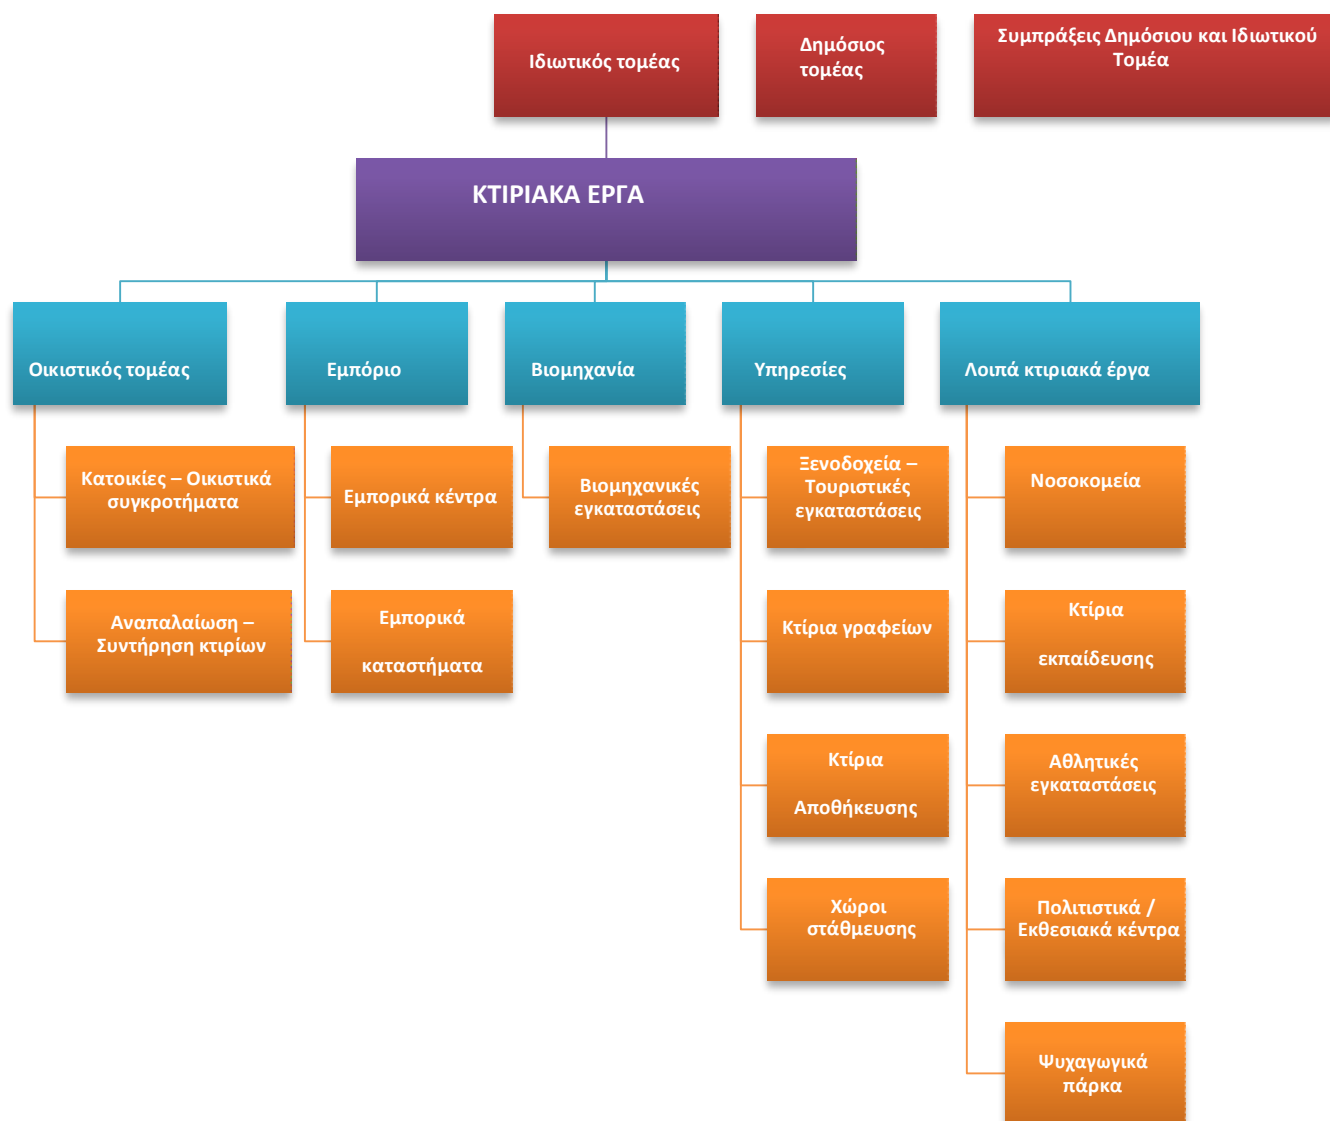 Ιδιωτικός τομέας
Δημόσιος
τομέας
Συμπράξεις Δημόσιου και Ιδιωτικού
Τομέα
ΚΤΙΡΙΑΚΑ ΕΡΓΑ
Οικιστικός τομέας
Εμπόριο
Βιομηχανία
Υπηρεσίες
Λοιπά κτιριακά έργα
Κατοικίες – Οικιστικά
συγκροτήματα
Εμπορικά κέντρα
Βιομηχανικές
εγκαταστάσεις
Ξενοδοχεία –
Τουριστικές
εγκαταστάσεις
Νοσοκομεία
Αναπαλαίωση –
Συντήρηση κτιρίων
Εμπορικά
καταστήματα
Κτίρια γραφείων
Κτίρια
εκπαίδευσης
Κτίρια
Αποθήκευσης
Αθλητικές
εγκαταστάσεις
Χώροι
στάθμευσης
Πολιτιστικά /
Εκθεσιακά κέντρα
Ψυχαγωγικά
πάρκα